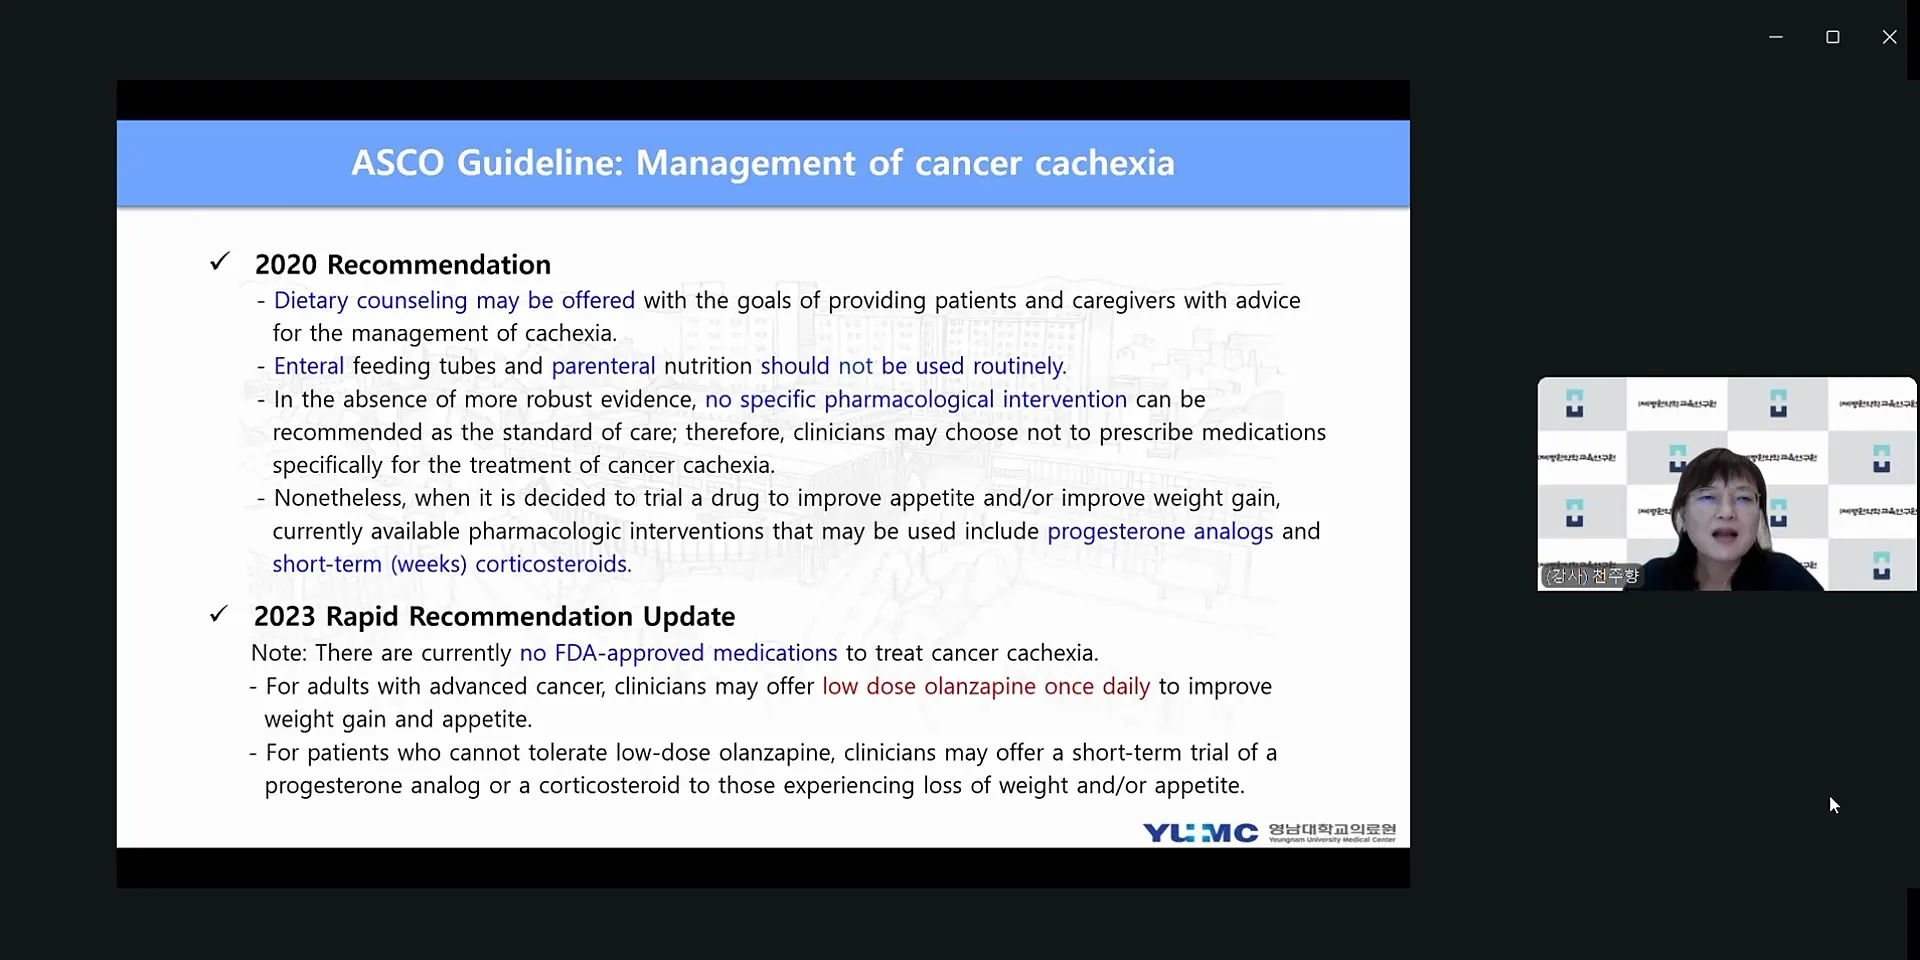 ASCO Guideline: Management of cancer cachexia
✓ 2020 Recommendation
- Dietary counseling may be offered with the goals of providing patients and caregivers with advice
for the management of cachexia.
- Enteral feeding tubes and parenteral nutrition should not be used routinely.
- In the absence of more robust evidence, no specific pharmacological intervention can be
recommended as the standard of care; therefore, clinicians may choose not to prescribe medications
specifically for the treatment of cancer cachexia.
- Nonetheless, when it is decided to trial a drug to improve appetite and/or improve weight gain,
currently available pharmacologic interventions that may be used include progesterone analogs and
short-term (weeks) corticosteroids.
✓ 2023 Rapid Recommendation Update
Note: There are currently no FDA-approved medications to treat cancer cachexia.
- For adults with advanced cancer, clinicians may offer low dose olanzapine once daily to improve
weight gain and appetite.
- For patients who cannot tolerate low-dose olanzapine, clinicians may offer a short-term trial of a
progesterone analog or a corticosteroid to those experiencing loss of weight and/or appetite.
YUMC 영남대학교의료원
Yeungnam University Medical Center
(강사) 천주향